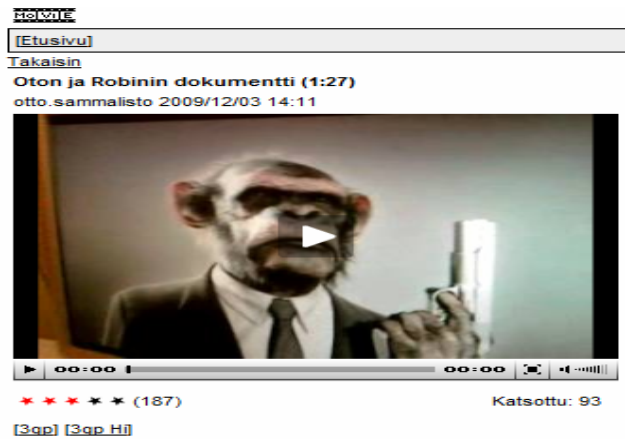 MoViE
[Etusivu]
Takaisin
Oton ja Robinin dokumentti (1:27)
otto.sammalisto 2009/12/03 14:11
00:00 00:00
(187) Katsottu: 93
[3gp] [3gp Hi]